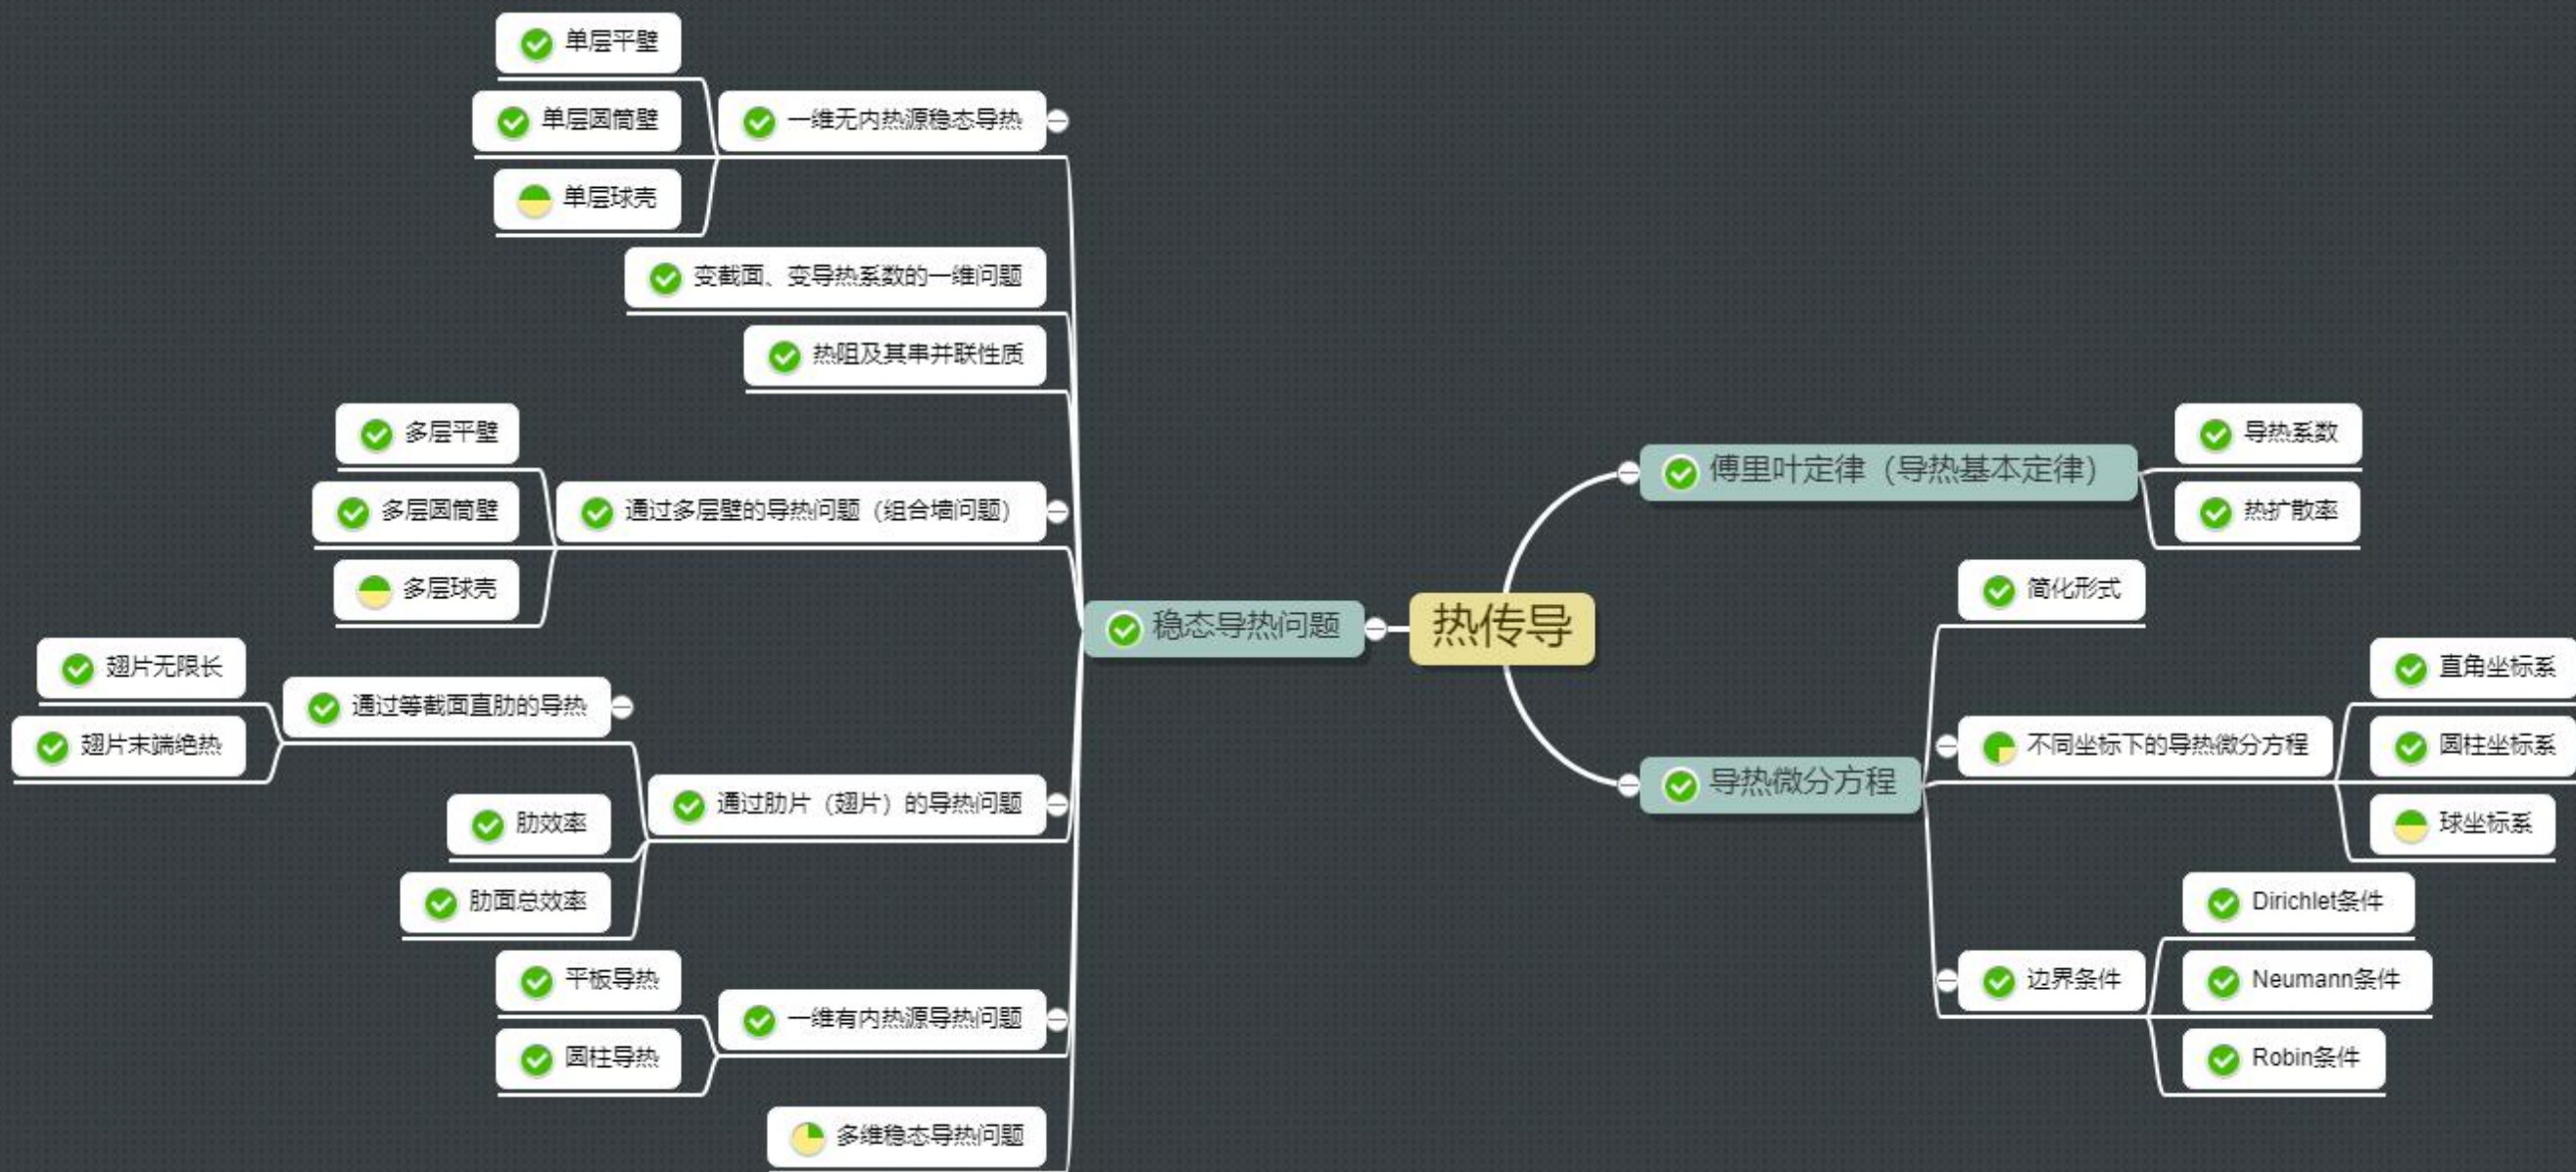 热传导
傅里叶定律（导热基本定律）
导热系数
热扩散率
导热微分方程
简化形式
不同坐标下的导热微分方程
直角坐标系
圆柱坐标系
球坐标系
边界条件
Dirichlet条件
Neumann条件
Robin条件
稳态导热问题
一维无内热源稳态导热
单层平壁
单层圆筒壁
单层球壳
变截面、变导热系数的一维问题
热阻及其串并联性质
通过多层壁的导热问题（组合墙问题）
多层平壁
多层圆筒壁
多层球壳
通过肋片（翅片）的导热问题
通过等截面直肋的导热
翅片无限长
翅片末端绝热
肋效率
肋面总效率
一维有内热源导热问题
平板导热
圆柱导热
多维稳态导热问题